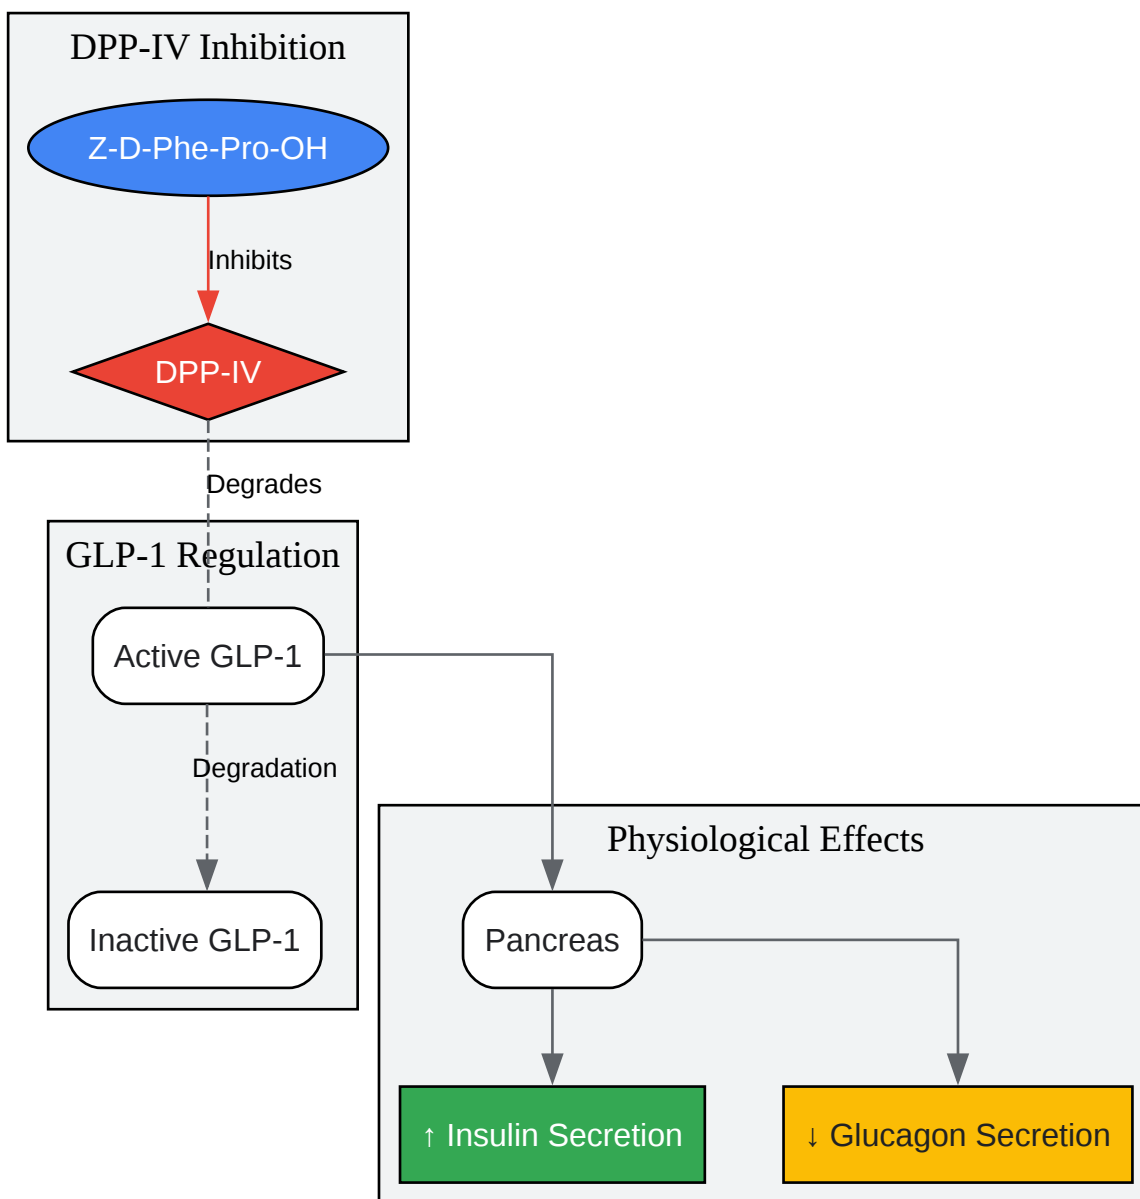 DPP-IV Inhibition
Z-D-Phe-Pro-OH
Inhibits
DPP-IV
Degrades
GLP-1 Regulation
Active GLP-1
Degradation
Inactive GLP-1
Physiological Effects
Pancreas
↑ Insulin Secretion
↓ Glucagon Secretion